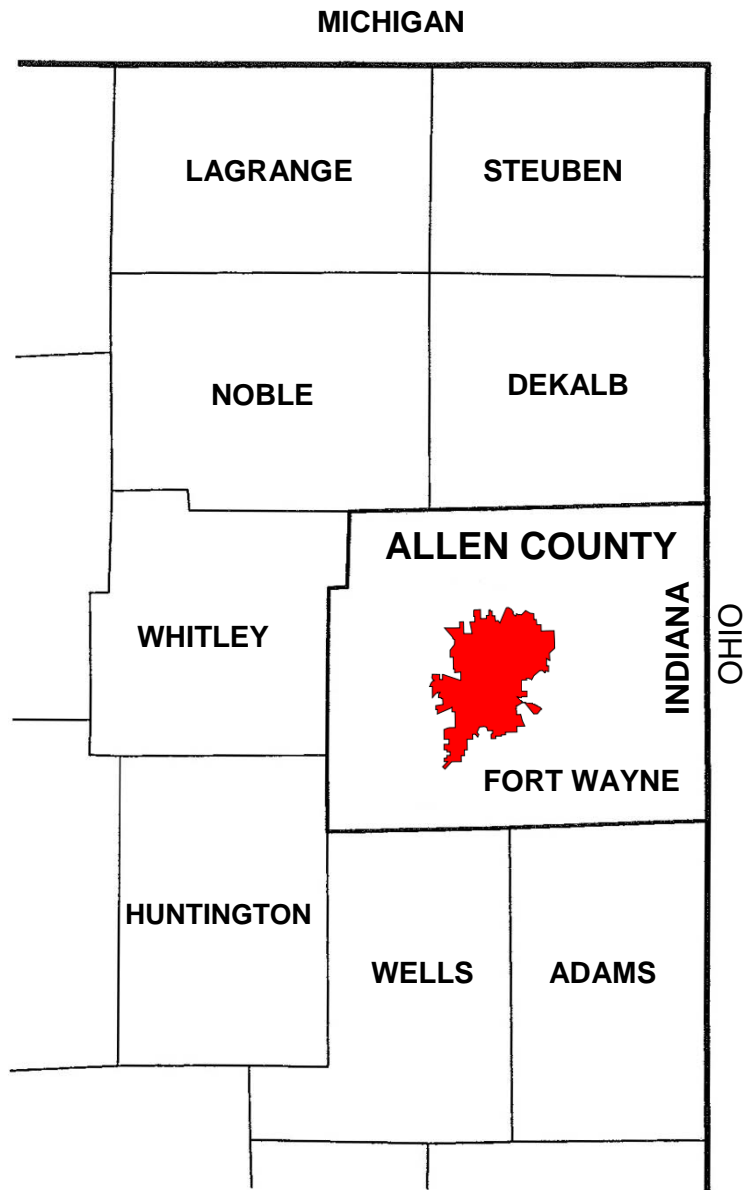 MICHIGAN
LAGRANGE
STEUBEN
NOBLE
DEKALB
ALLEN COUNTY
WHITLEY
INDIANA
OHIO
FORT WAYNE
HUNTINGTON
WELLS
ADAMS